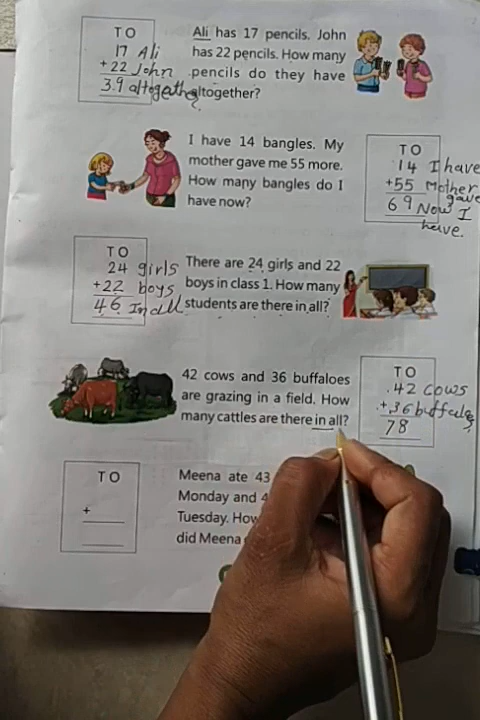 T O
17 Ali
+ 22 John
39 altogether
Ali has 17 pencils. John
has 22 pencils. How many
pencils do they have
altogether?
I have 14 bangles. My
mother gave me 55 more.
How many bangles do I
have now?
T O
14 I have
+55 Mother
gave
69 Now I
have.
T O
24 girls
+22 boys
46 In all
There are 24 girls and 22
boys in class 1. How many
students are there in all?
42 cows and 36 buffaloes
are grazing in a field. How
many cattles are there in all?
T O
42 cows
+36
78
T O
+
Meena ate 43
Monday and 4
Tuesday. How
did Meena